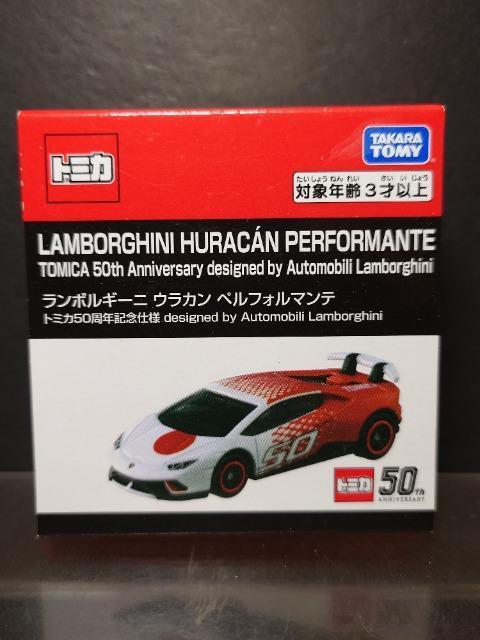 トミカ
TAKARA
TOMY
たいしょうねんれい さいいじょう
対象年齢3才以上
LAMBORGHINI HURACÁN PERFORMANTE
TOMICA 50th Anniversary designed by Automobili Lamborghini
ランボルギーニ ウラカン ペルフォルマンテ
トミカ50周年記念仕様 designed by Automobili Lamborghini
50
トミカ
50th
ANNIVERSARY